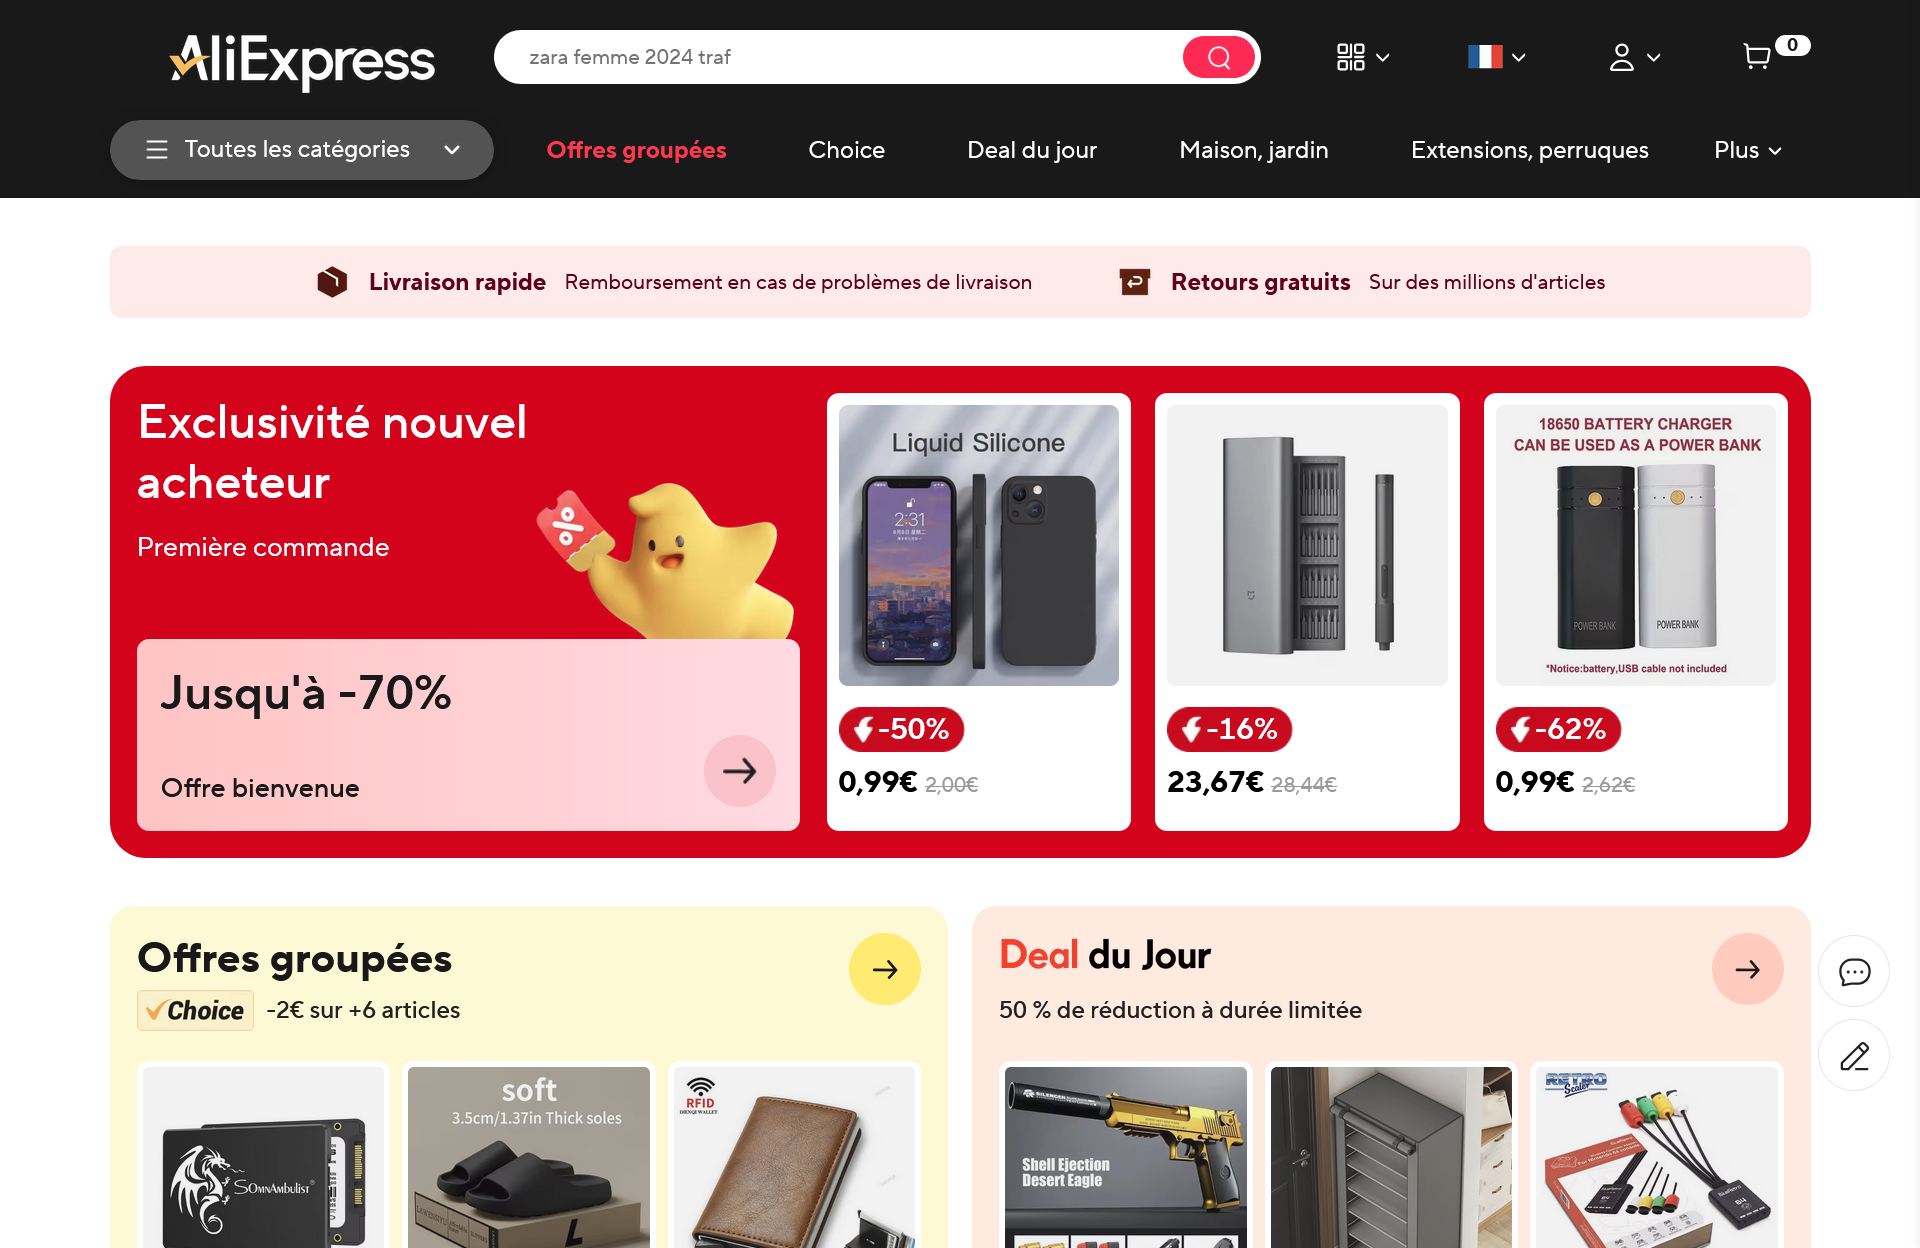 AliExpress
zara femme 2024 traf
0
Toutes les catégories
Offres groupées
Choice
Deal du jour
Maison, jardin
Extensions, perruques
Plus
Livraison rapide Remboursement en cas de problèmes de livraison
Retours gratuits Sur des millions d'articles
Exclusivité nouvel
acheteur
Première commande
%
Jusqu'à -70%
Offre bienvenue
Liquid Silicone
2:31
-50%
0,99€ 2,00€
-16%
23,67€ 28,44€
18650 BATTERY CHARGER
CAN BE USED AS A POWER BANK
POWER BANK
POWER BANK
*Notice:battery,USB cable not included
-62%
0,99€ 2,62€
Offres groupées
Choice -2€ sur +6 articles
SOMNAMBULIST
soft
3.5cm/1.37in Thick soles
RFID
DIENQI WALLET
Deal du Jour
50 % de réduction à durée limitée
SILENCER
Shell Ejection
Desert Eagle
RETRO
Scaler